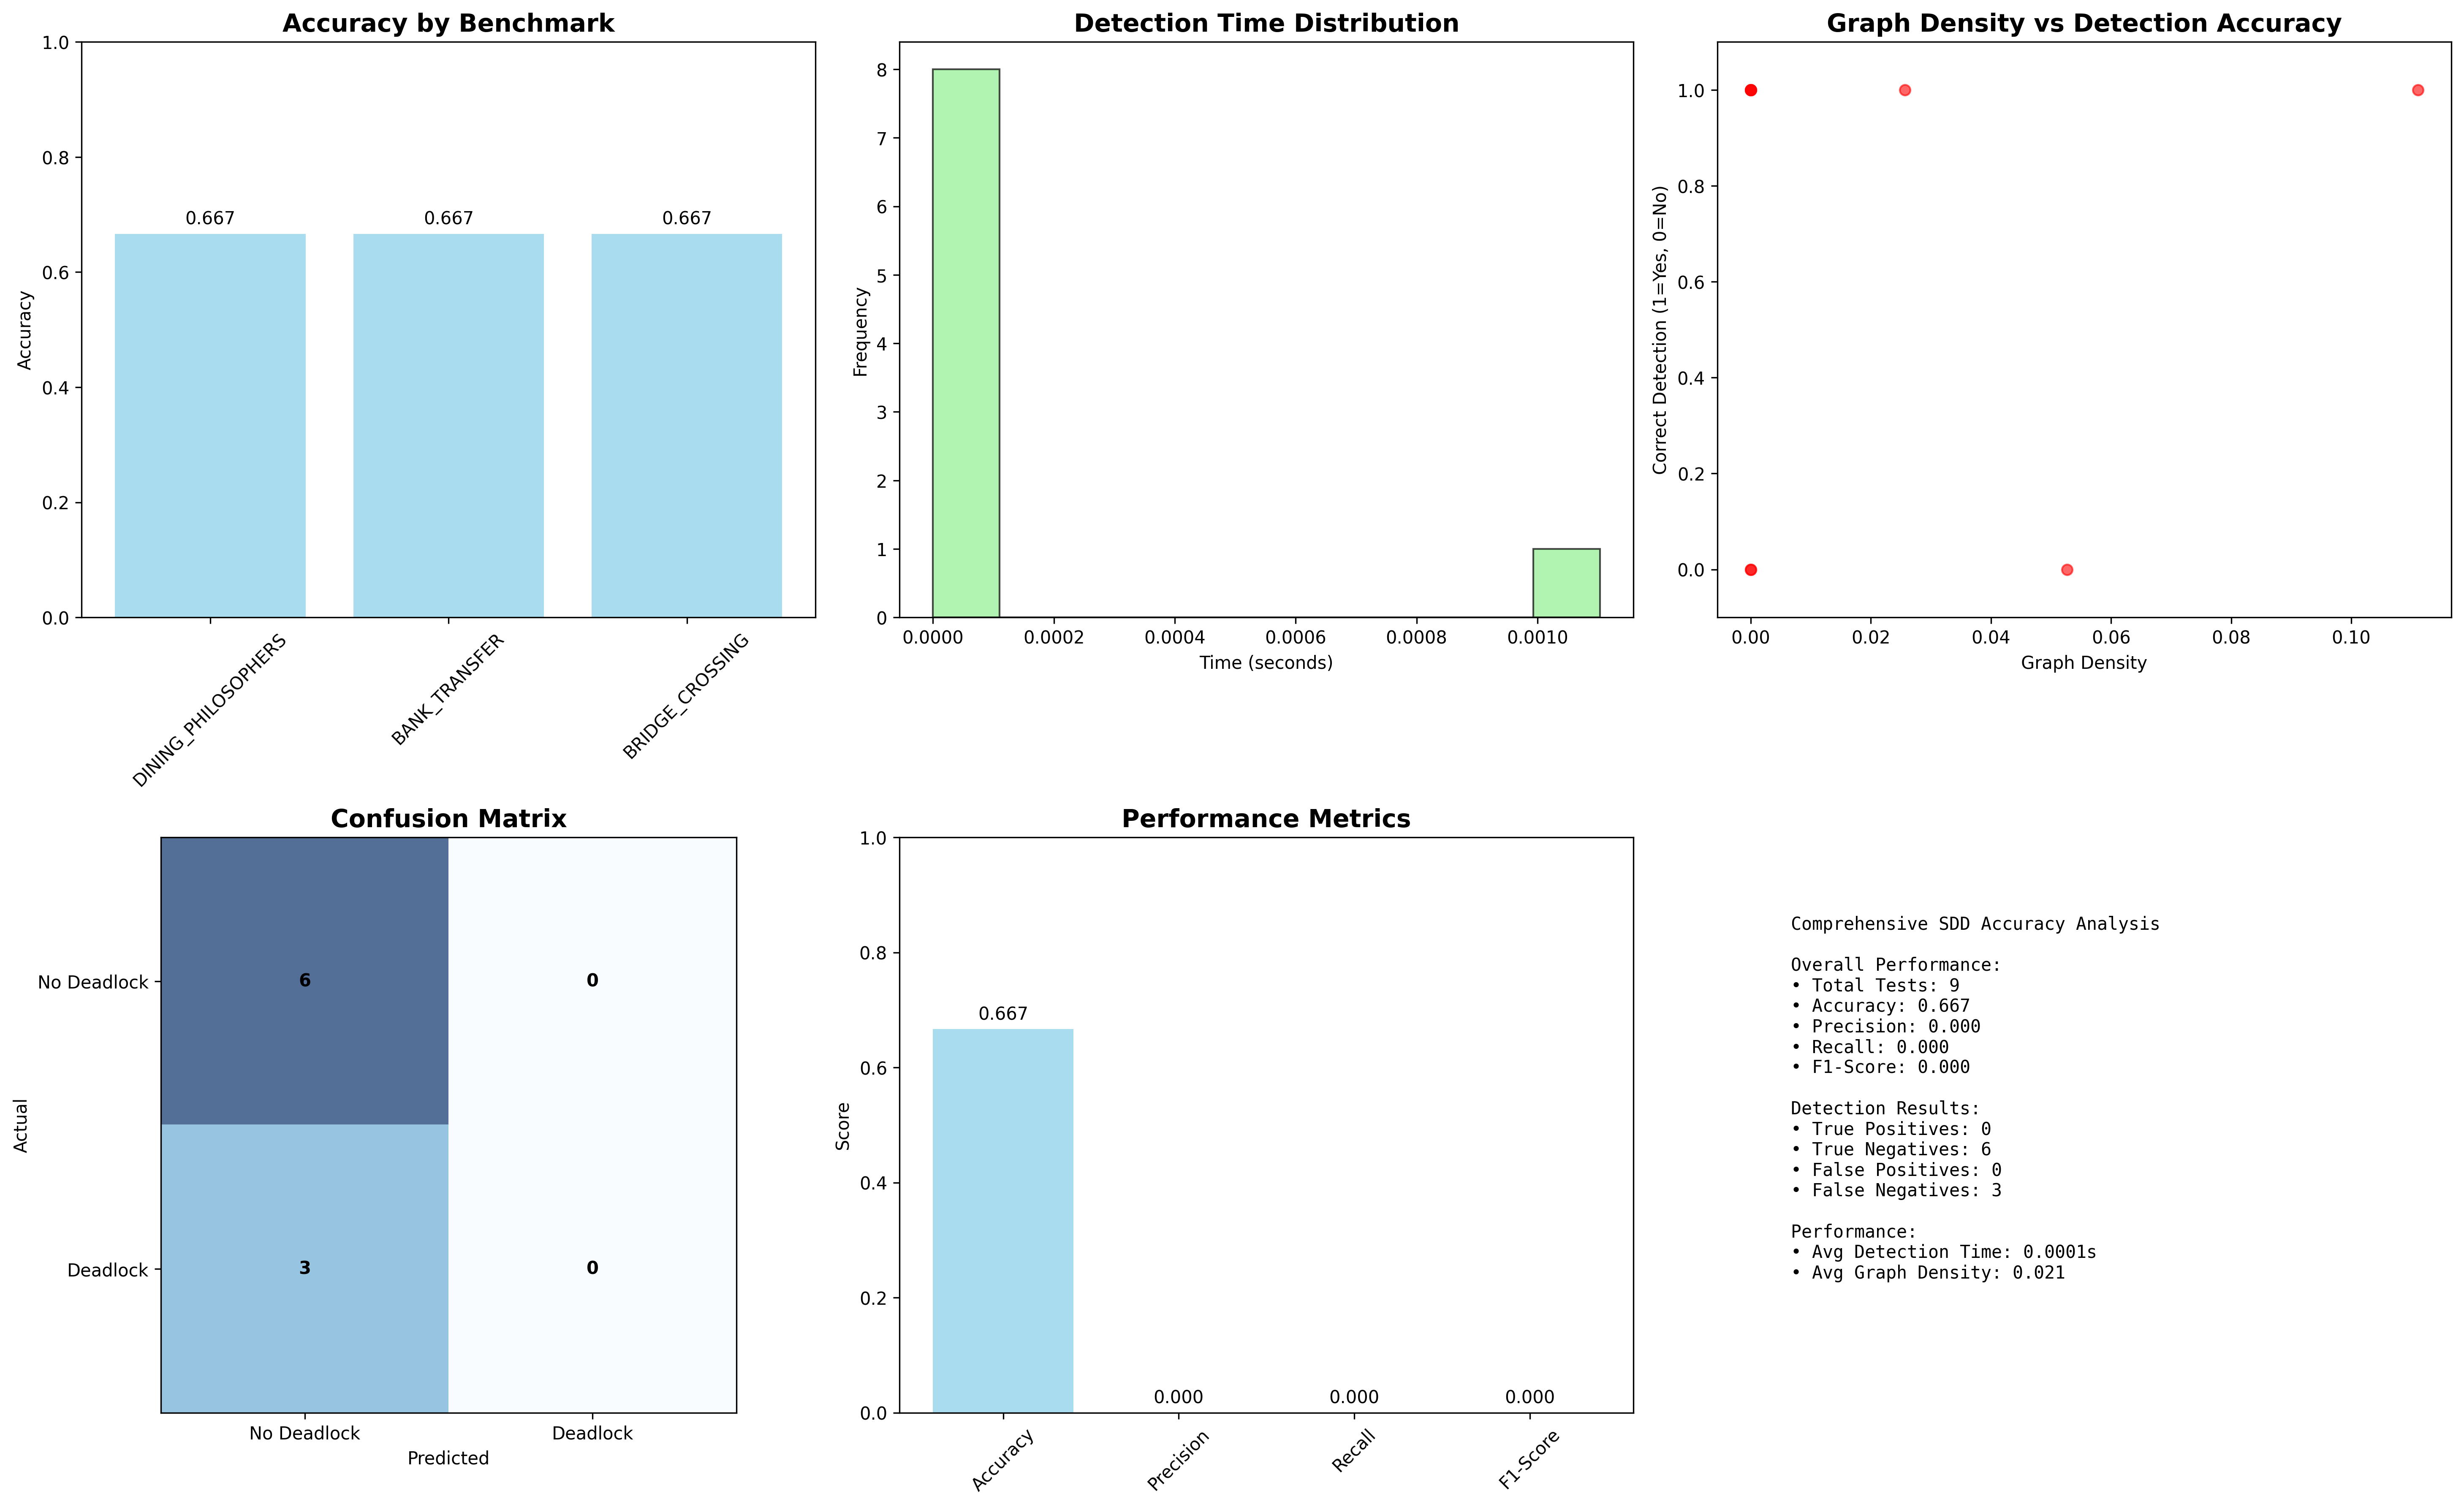 Accuracy by Benchmark
1.0
0.8
0.6
0.4
0.2
0.0
Accuracy
0.667
0.667
0.667
DINING_PHILOSOPHERS
BANK_TRANSFER
BRIDGE_CROSSING
Detection Time Distribution
8
7
6
5
4
3
2
1
0
Frequency
0.0000
0.0002
0.0004
0.0006
0.0008
0.0010
Time (seconds)
Graph Density vs Detection Accuracy
1.0
0.8
0.6
0.4
0.2
0.0
Correct Detection (1=Yes, 0=No)
0.00
0.02
0.04
0.06
0.08
0.10
Graph Density
Confusion Matrix
Actual
No Deadlock
Deadlock
6
0
3
0
No Deadlock
Deadlock
Predicted
Performance Metrics
1.0
0.8
0.6
0.4
0.2
0.0
Score
0.667
0.000
0.000
0.000
Accuracy
Precision
Recall
F1-Score
Comprehensive SDD Accuracy Analysis
Overall Performance:
• Total Tests: 9
• Accuracy: 0.667
• Precision: 0.000
• Recall: 0.000
• F1-Score: 0.000
Detection Results:
• True Positives: 0
• True Negatives: 6
• False Positives: 0
• False Negatives: 3
Performance:
• Avg Detection Time: 0.0001s
• Avg Graph Density: 0.021